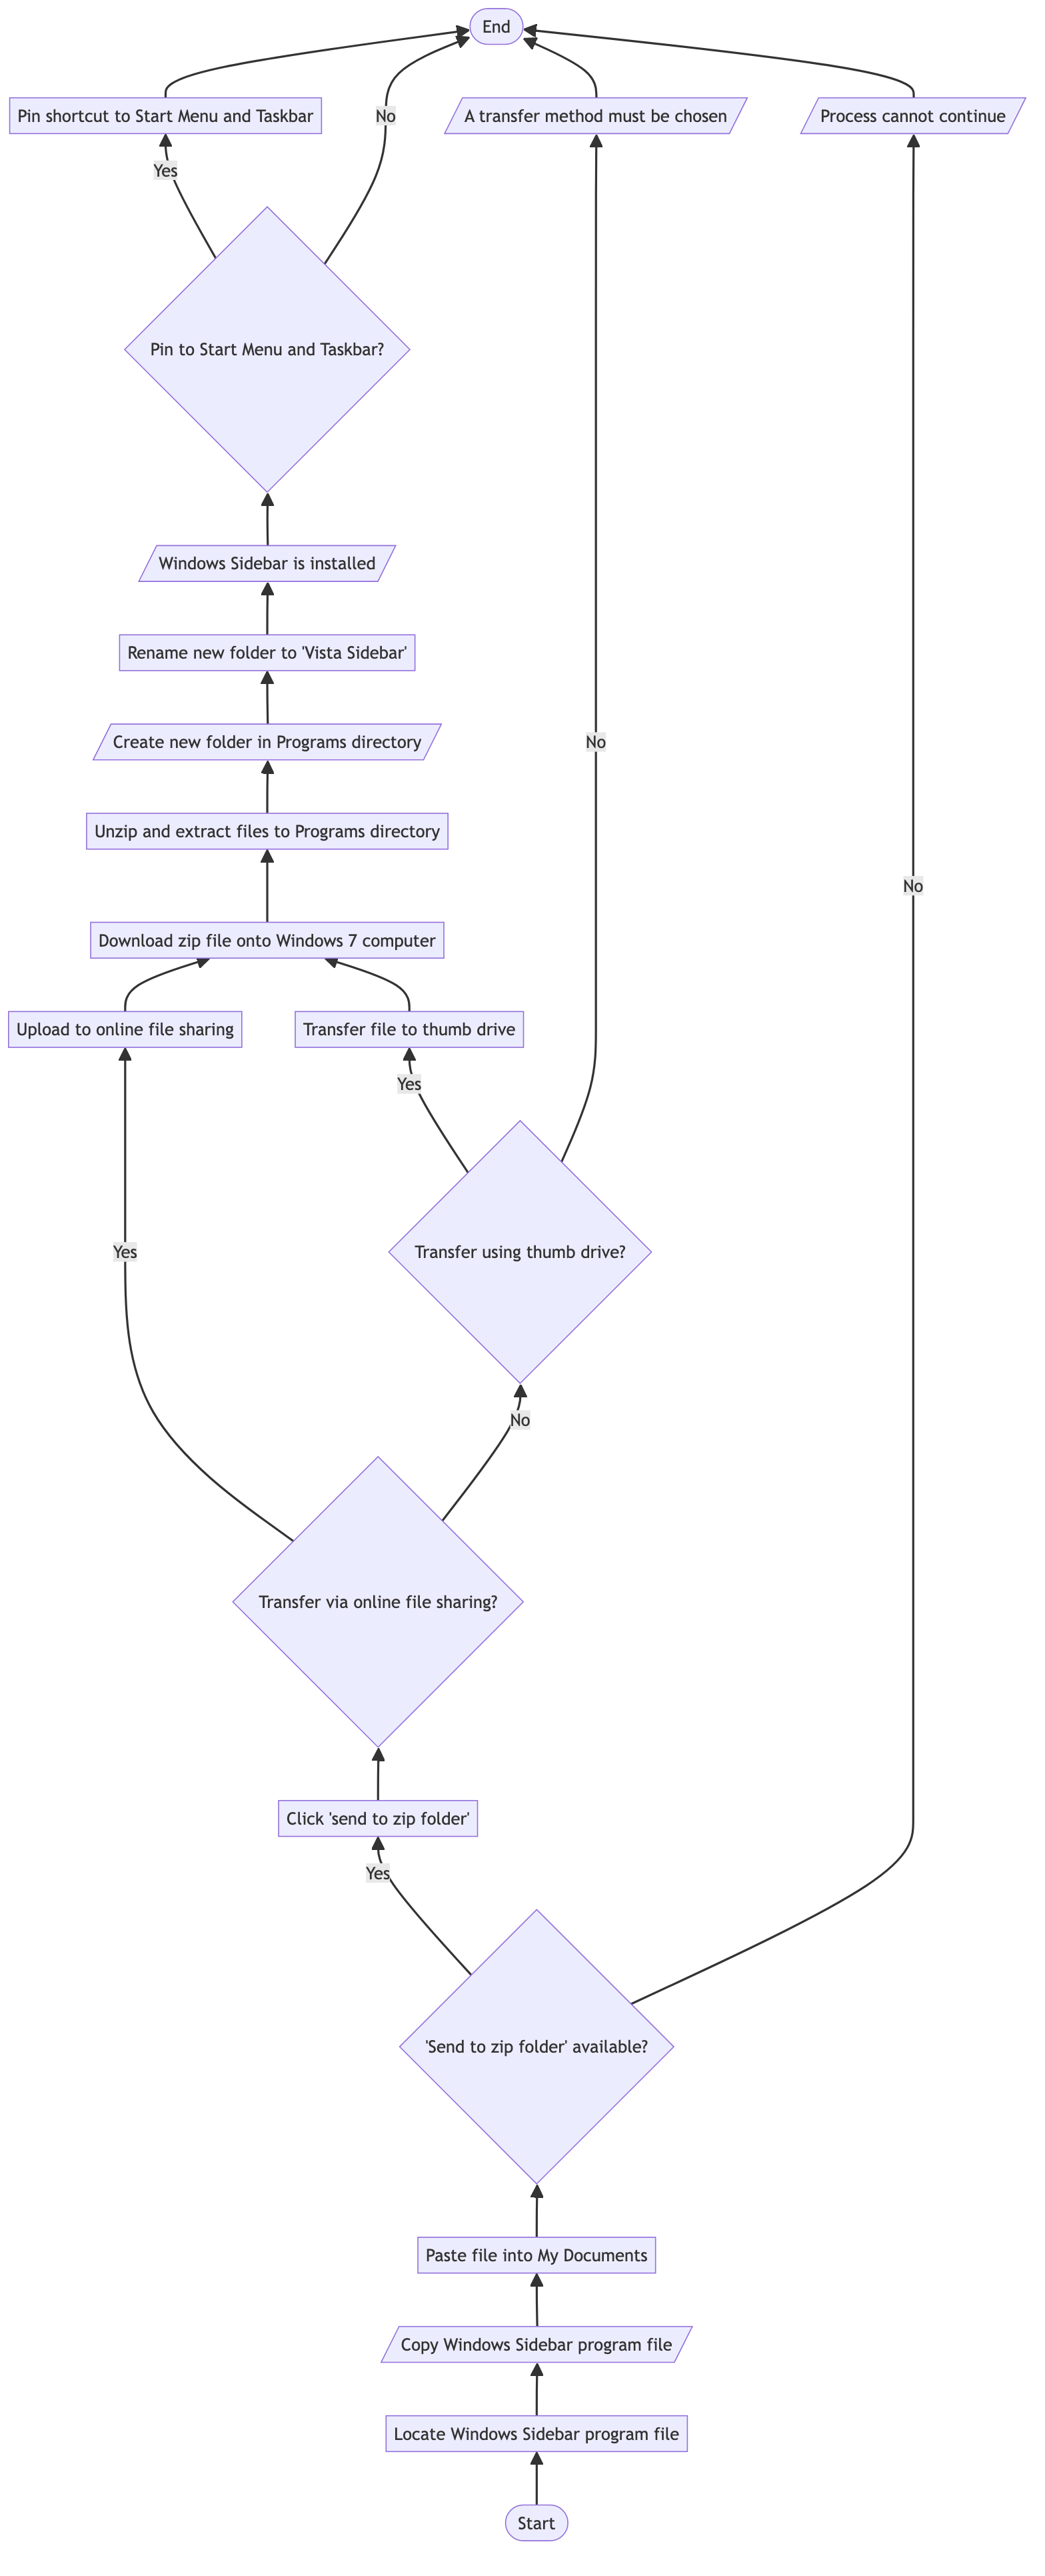 End
Pin shortcut to Start Menu and Taskbar
No
A transfer method must be chosen
Process cannot continue
Yes
Pin to Start Menu and Taskbar?
Windows Sidebar is installed
Rename new folder to 'Vista Sidebar'
Create new folder in Programs directory
No
Unzip and extract files to Programs directory
No
Download zip file onto Windows 7 computer
Upload to online file sharing
Transfer file to thumb drive
Yes
Yes
Transfer using thumb drive?
No
Transfer via online file sharing?
Click 'send to zip folder'
Yes
'Send to zip folder' available?
Paste file into My Documents
Copy Windows Sidebar program file
Locate Windows Sidebar program file
Start